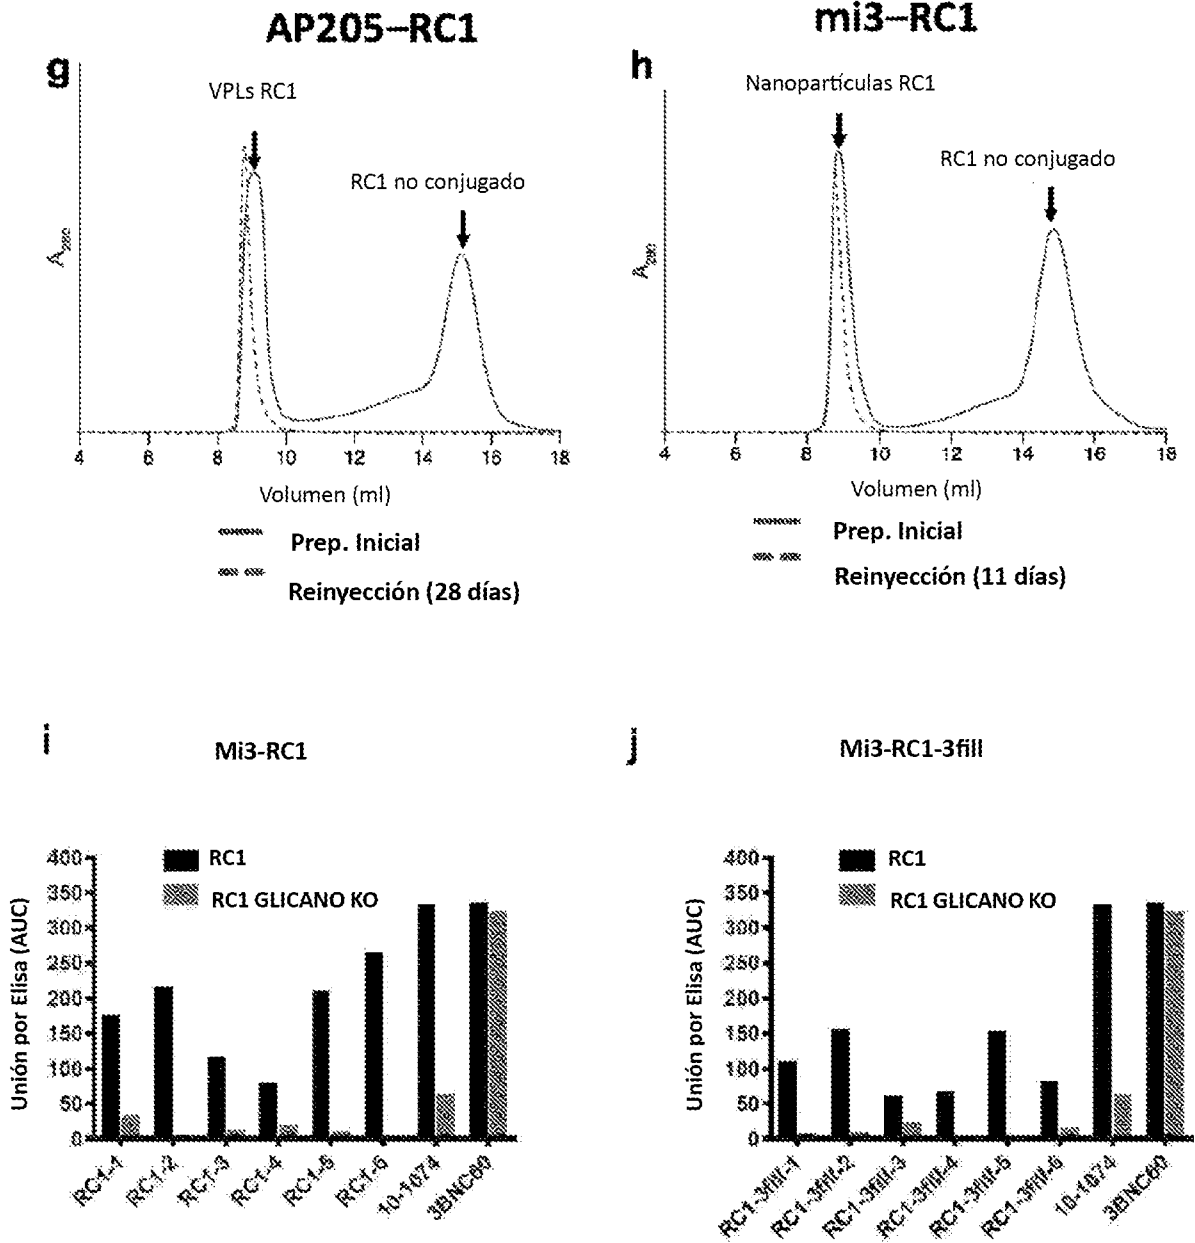 AP205–RC1
mi3–RC1
g
VPLs RC1
RC1 no conjugado
A280
4 6 8 10 12 14 16 18
Volumen (ml)
Prep. Inicial
Reinyección (28 días)
h
Nanopartículas RC1
RC1 no conjugado
A280
4 6 8 10 12 14 16 18
Volumen (ml)
Prep. Inicial
Reinyección (11 días)
i
Mi3-RC1
RC1
RC1 GLICANO KO
Unión por Elisa (AUC)
400
350
300
250
200
150
100
50
0
RC1-1
RC1-2
RC1-3
RC1-4
RC1-5
RC1-6
10-1074
3BNC60
j
Mi3-RC1-3fill
RC1
RC1 GLICANO KO
Unión por Elisa (AUC)
400
350
300
250
200
150
100
50
0
RC1-3fill-1
RC1-3fill-2
RC1-3fill-3
RC1-3fill-4
RC1-3fill-5
RC1-3fill-6
10-1074
3BNC60